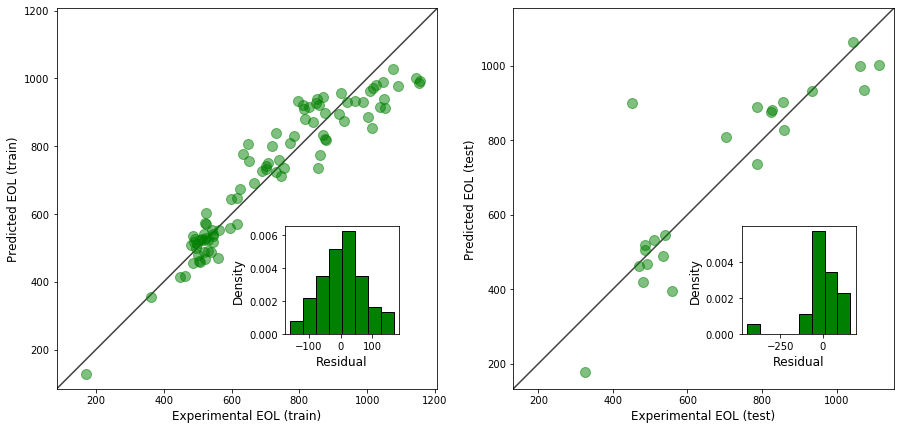 1200
1000
800
600
400
200
Predicted EOL (train)
200 400 600 800 1000 1200
Experimental EOL (train)
0.006
0.004
0.002
0.000
Density
−100 0 100
Residual
1000
800
600
400
200
Predicted EOL (test)
200 400 600 800 1000
Experimental EOL (test)
0.004
0.002
0.000
Density
−250 0
Residual